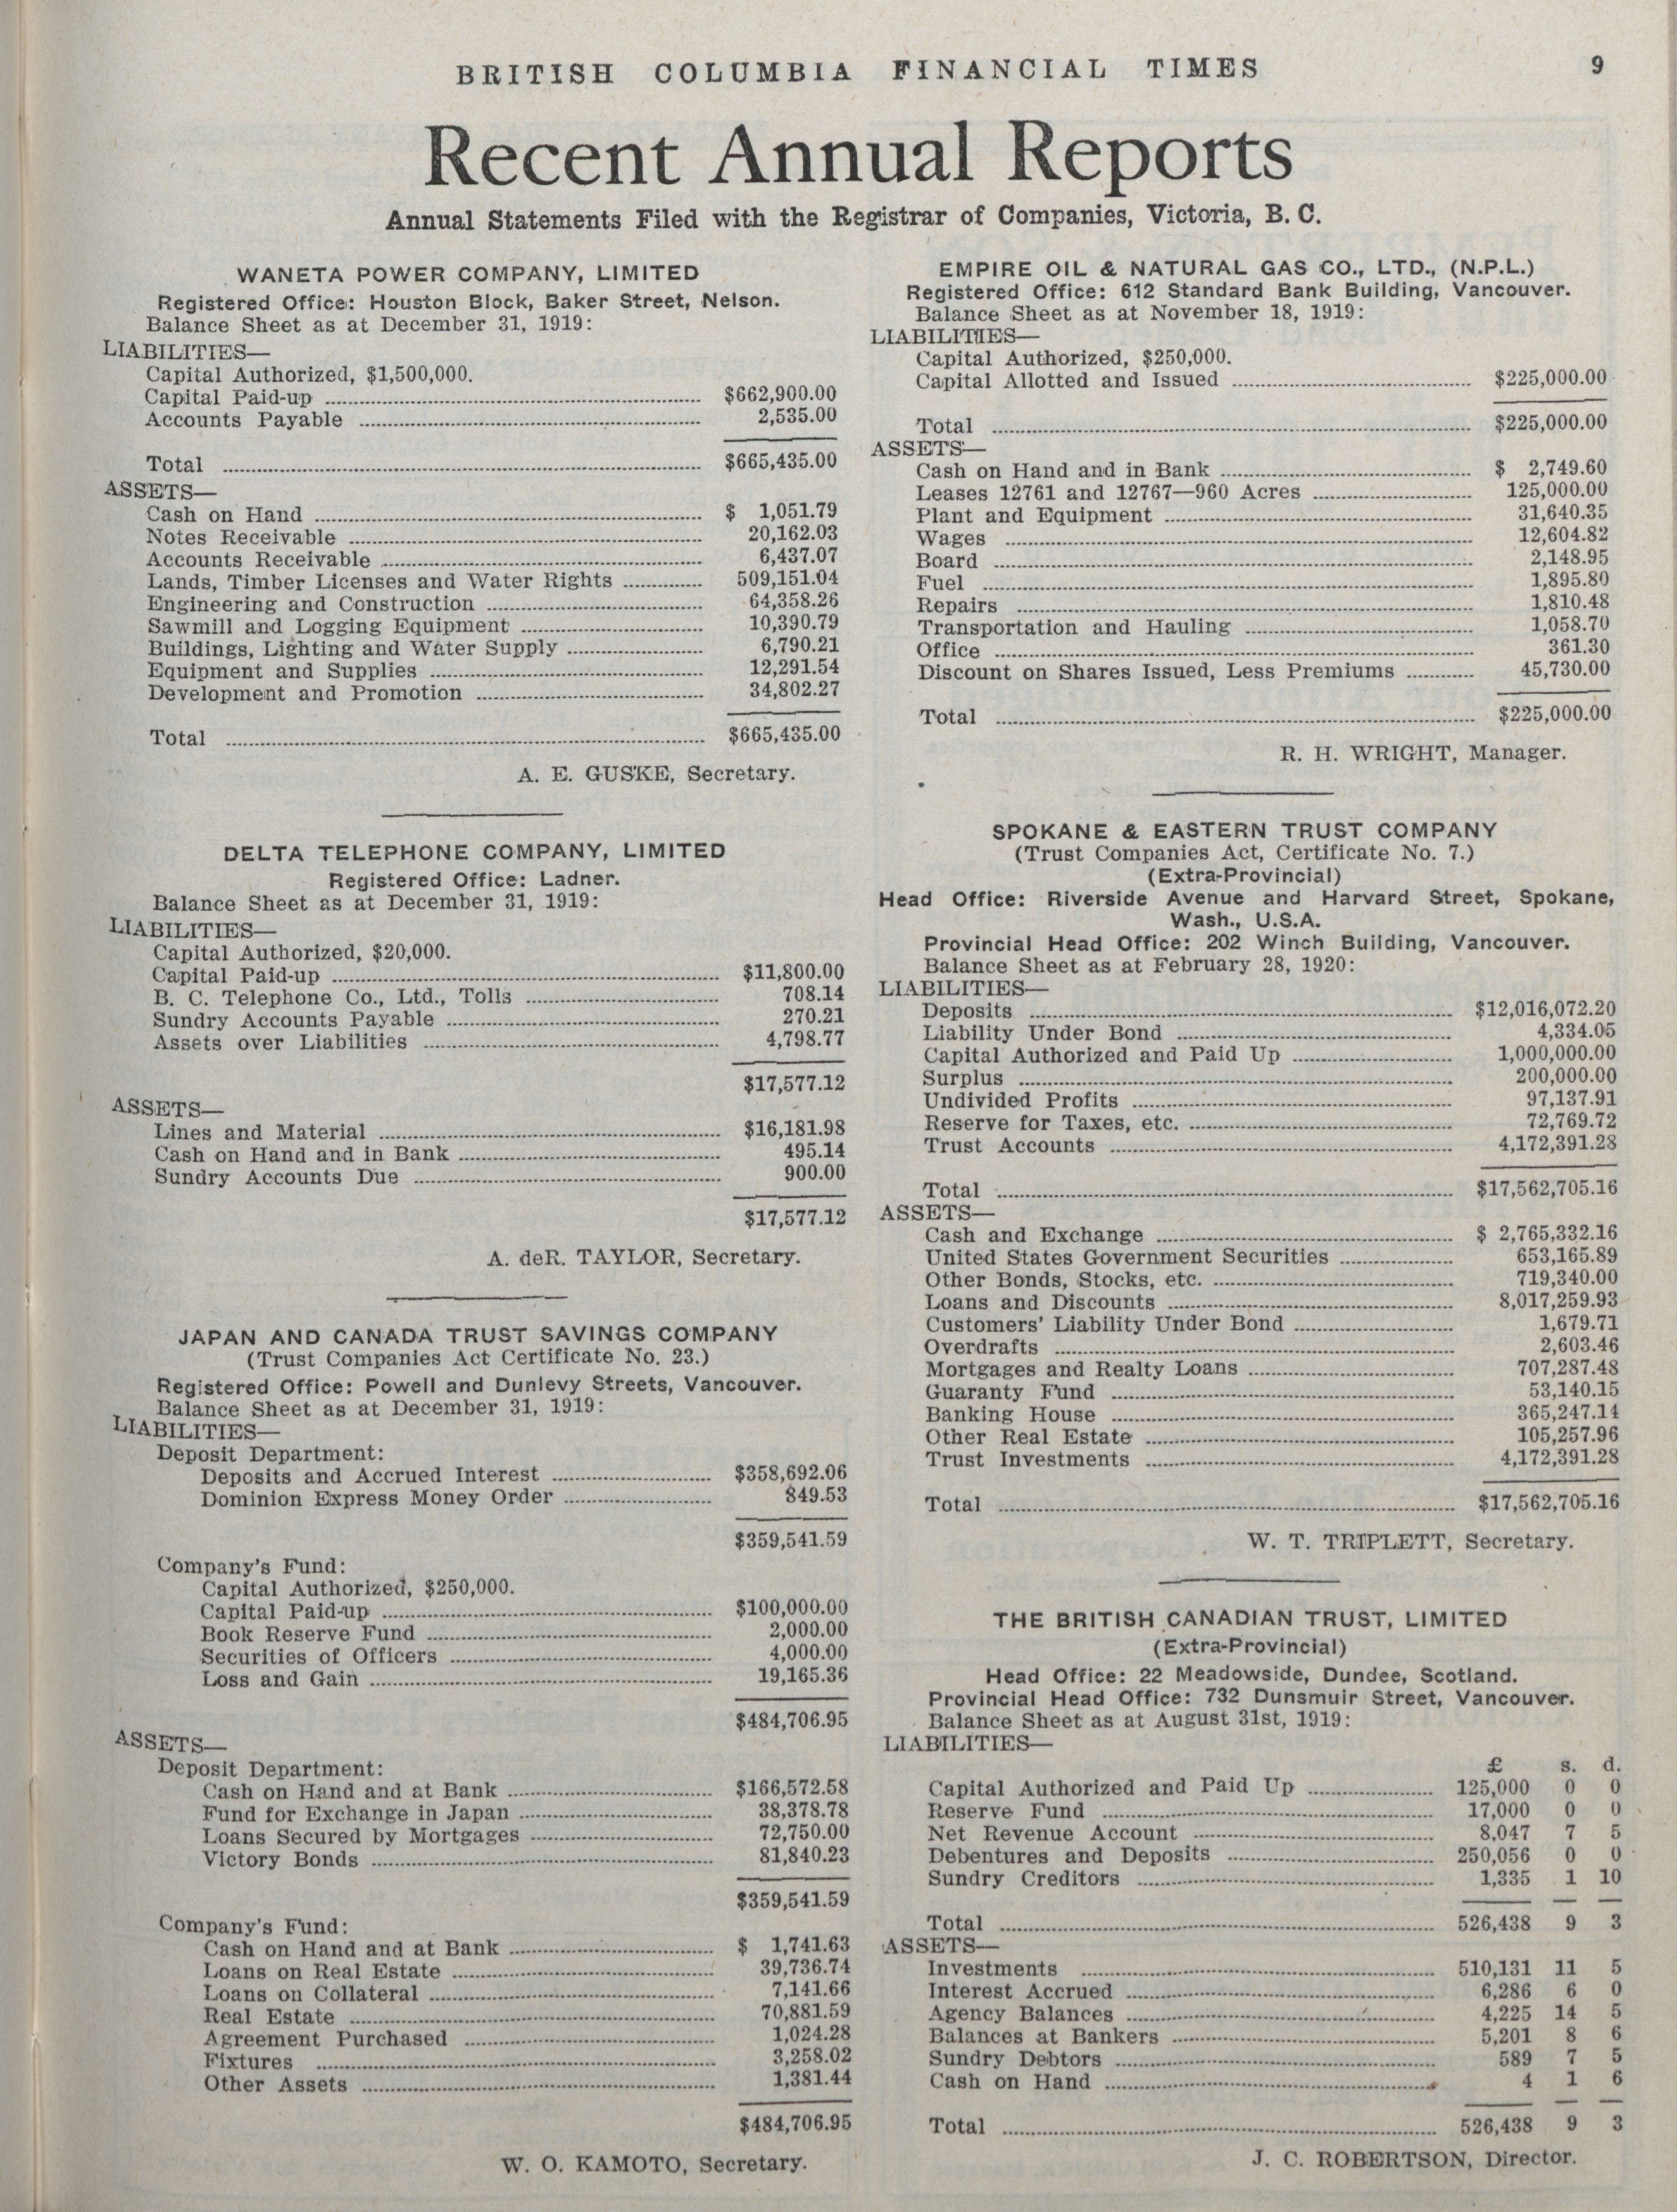 BRITISH COLUMBIA FINANCIAL TIMES 9
Recent Annual Reports
Annual Statements Filed with the Registrar of Companies, Victoria, B. C.
WANETA POWER COMPANY, LIMITED
Registered Office: Houston Block, Baker Street, Nelson.
Balance Sheet as at December 31, 1919:
LIABILITIES—
Capital Authorized, $1,500,000.
Capital Paid-up $662,900.00
Accounts Payable 2,535.00
Total $665,435.00
ASSETS—
Cash on Hand $ 1,051.79
Notes Receivable 20,162.03
Accounts Receivable 6,437.07
Lands, Timber Licenses and Water Rights 509,151.04
Engineering and Construction 64,358.26
Sawmill and Logging Equipment 10,390.79
Buildings, Lighting and Water Supply 6,790.21
Equipment and Supplies 12,291.54
Development and Promotion 34,802.27
Total $665,435.00
A. E. GUSKE, Secretary.
DELTA TELEPHONE COMPANY, LIMITED
Registered Office: Ladner.
Balance Sheet as at December 31, 1919:
LIABILITIES—
Capital Authorized, $20,000.
Capital Paid-up $11,800.00
B. C. Telephone Co., Ltd., Tolls 708.14
Sundry Accounts Payable 270.21
Assets over Liabilities 4,798.77
$17,577.12
ASSETS—
Lines and Material $16,181.98
Cash on Hand and in Bank 495.14
Sundry Accounts Due 900.00
$17,577.12
A. deR. TAYLOR, Secretary.
JAPAN AND CANADA TRUST SAVINGS COMPANY
(Trust Companies Act Certificate No. 23.)
Registered Office: Powell and Dunlevy Streets, Vancouver.
Balance Sheet as at December 31, 1919:
LIABILITIES—
Deposit Department:
Deposits and Accrued Interest $358,692.06
Dominion Express Money Order 849.53
$359,541.59
Company's Fund:
Capital Authorized, $250,000.
Capital Paid-up $100,000.00
Book Reserve Fund 2,000.00
Securities of Officers 4,000.00
Loss and Gain 19,165.36
$484,706.95
ASSETS—
Deposit Department:
Cash on Hand and at Bank $166,572.58
Fund for Exchange in Japan 38,378.78
Loans Secured by Mortgages 72,750.00
Victory Bonds 81,840.23
$359,541.59
Company's Fund:
Cash on Hand and at Bank $ 1,741.63
Loans on Real Estate 39,736.74
Loans on Collateral 7,141.66
Real Estate 70,881.59
Agreement Purchased 1,024.28
Fixtures 3,258.02
Other Assets 1,381.44
$484,706.95
W. O. KAMOTO, Secretary.
EMPIRE OIL & NATURAL GAS CO., LTD., (N.P.L.)
Registered Office: 612 Standard Bank Building, Vancouver.
Balance Sheet as at November 18, 1919:
LIABILITIES—
Capital Authorized, $250,000.
Capital Allotted and Issued $225,000.00
Total $225,000.00
ASSETS—
Cash on Hand and in Bank $ 2,749.60
Leases 12761 and 12767—960 Acres 125,000.00
Plant and Equipment 31,640.35
Wages 12,604.82
Board 2,148.95
Fuel 1,895.80
Repairs 1,810.48
Transportation and Hauling 1,058.70
Office 361.30
Discount on Shares Issued, Less Premiums 45,730.00
Total $225,000.00
R. H. WRIGHT, Manager.
SPOKANE & EASTERN TRUST COMPANY
(Trust Companies Act, Certificate No. 7.)
(Extra-Provincial)
Head Office: Riverside Avenue and Harvard Street, Spokane,
Wash., U.S.A.
Provincial Head Office: 202 Winch Building, Vancouver.
Balance Sheet as at February 28, 1920:
LIABILITIES—
Deposits $12,016,072.20
Liability Under Bond 4,334.05
Capital Authorized and Paid Up 1,000,000.00
Surplus 200,000.00
Undivided Profits 97,137.91
Reserve for Taxes, etc. 72,769.72
Trust Accounts 4,172,391.28
Total $17,562,705.16
ASSETS—
Cash and Exchange $ 2,765,332.16
United States Government Securities 653,165.89
Other Bonds, Stocks, etc. 719,340.00
Loans and Discounts 8,017,259.93
Customers' Liability Under Bond 1,679.71
Overdrafts 2,603.46
Mortgages and Realty Loans 707,287.48
Guaranty Fund 53,140.15
Banking House 365,247.14
Other Real Estate 105,257.96
Trust Investments 4,172,391.28
Total $17,562,705.16
W. T. TRIPLETT, Secretary.
THE BRITISH CANADIAN TRUST, LIMITED
(Extra-Provincial)
Head Office: 22 Meadowside, Dundee, Scotland.
Provincial Head Office: 732 Dunsmuir Street, Vancouver.
Balance Sheet as at August 31st, 1919:
LIABILITIES—
£ s. d.
Capital Authorized and Paid Up 125,000 0 0
Reserve Fund 17,000 0 0
Net Revenue Account 8,047 7 5
Debentures and Deposits 250,056 0 0
Sundry Creditors 1,335 1 10
Total 526,438 9 3
ASSETS—
Investments 510,131 11 5
Interest Accrued 6,286 6 0
Agency Balances 4,225 14 5
Balances at Bankers 5,201 8 6
Sundry Debtors 589 7 5
Cash on Hand 4 1 6
Total 526,438 9 3
J. C. ROBERTSON, Director.